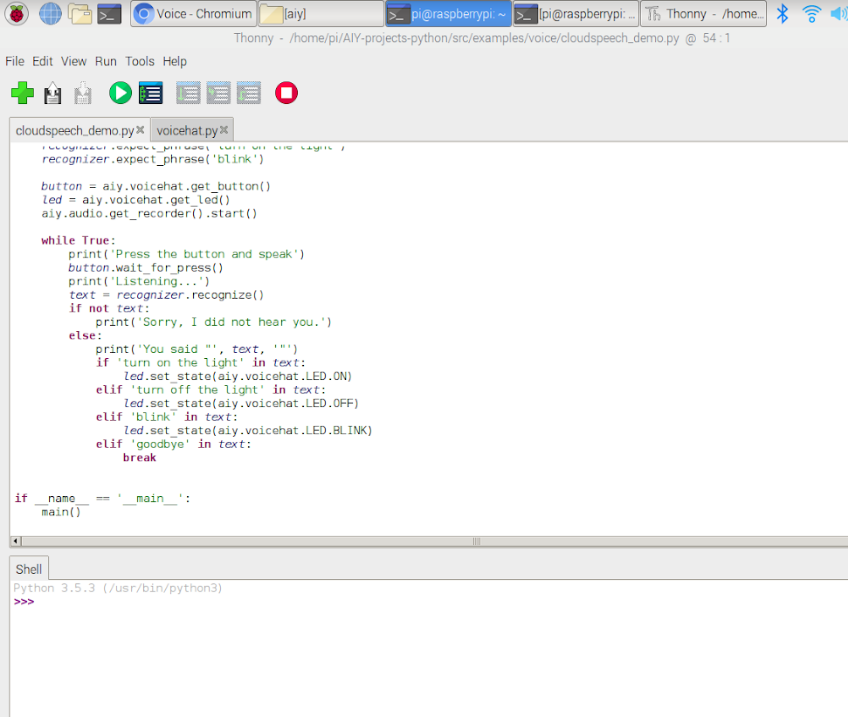 Voice - Chromium
[aiy]
pi@raspberrypi: ~
[pi@raspberrypi: ...
Thonny - /home...
Thonny - /home/pi/AIY-projects-python/src/examples/voice/cloudspeech_demo.py @ 54:1
File Edit View Run Tools Help
cloudspeech_demo.py
voicehat.py
recognizer.expect_phrase('turn on the light')
recognizer.expect_phrase('blink')
button = aiy.voicehat.get_button()
led = aiy.voicehat.get_led()
aiy.audio.get_recorder().start()
while True:
print('Press the button and speak')
button.wait_for_press()
print('Listening...')
text = recognizer.recognize()
if not text:
print('Sorry, I did not hear you.')
else:
print('You said "', text, '"')
if 'turn on the light' in text:
led.set_state(aiy.voicehat.LED.ON)
elif 'turn off the light' in text:
led.set_state(aiy.voicehat.LED.OFF)
elif 'blink' in text:
led.set_state(aiy.voicehat.LED.BLINK)
elif 'goodbye' in text:
break
if __name__ == '__main__':
main()
Shell
Python 3.5.3 (/usr/bin/python3)
>>>